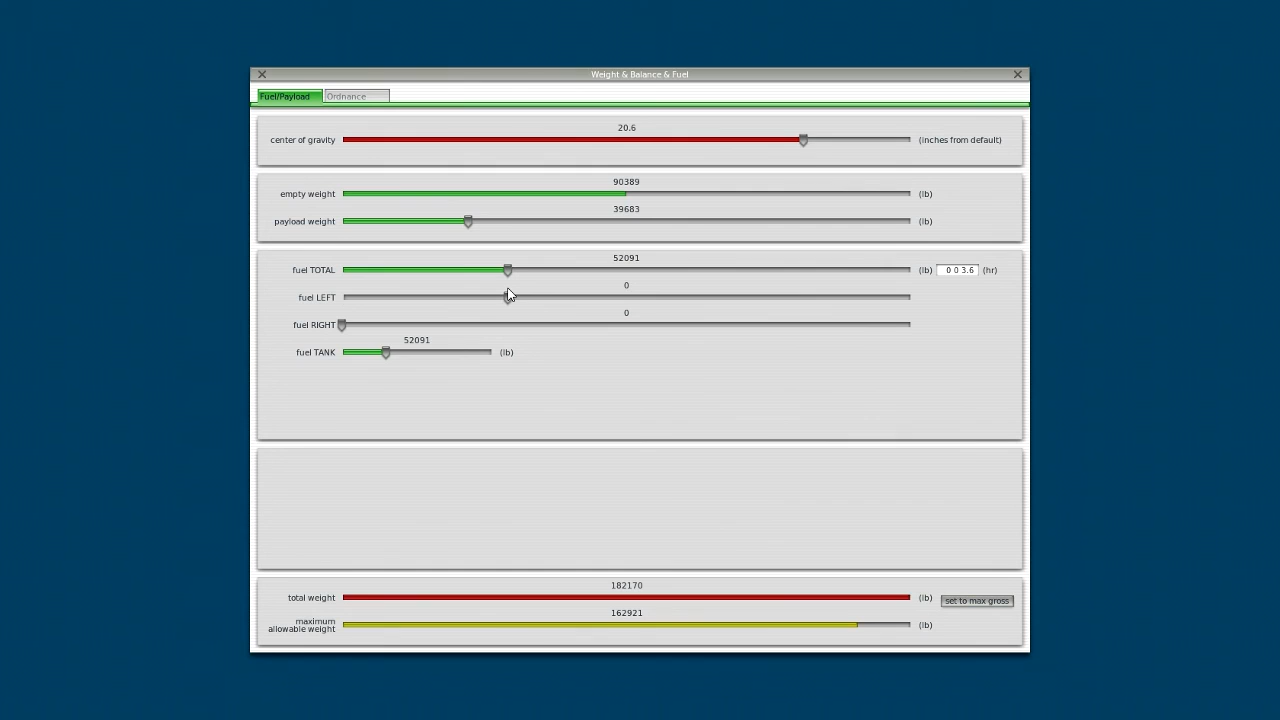 Weight & Balance & Fuel
Fuel/Payload Ordnance
20.6
center of gravity (inches from default)
90389
empty weight (lb)
39683
payload weight (lb)
52091
fuel TOTAL (lb) 0 0 3.6 (hr)
0
fuel LEFT
0
fuel RIGHT
52091
fuel TANK (lb)
182170
total weight (lb) set to max gross
162921
maximum
allowable weight (lb)